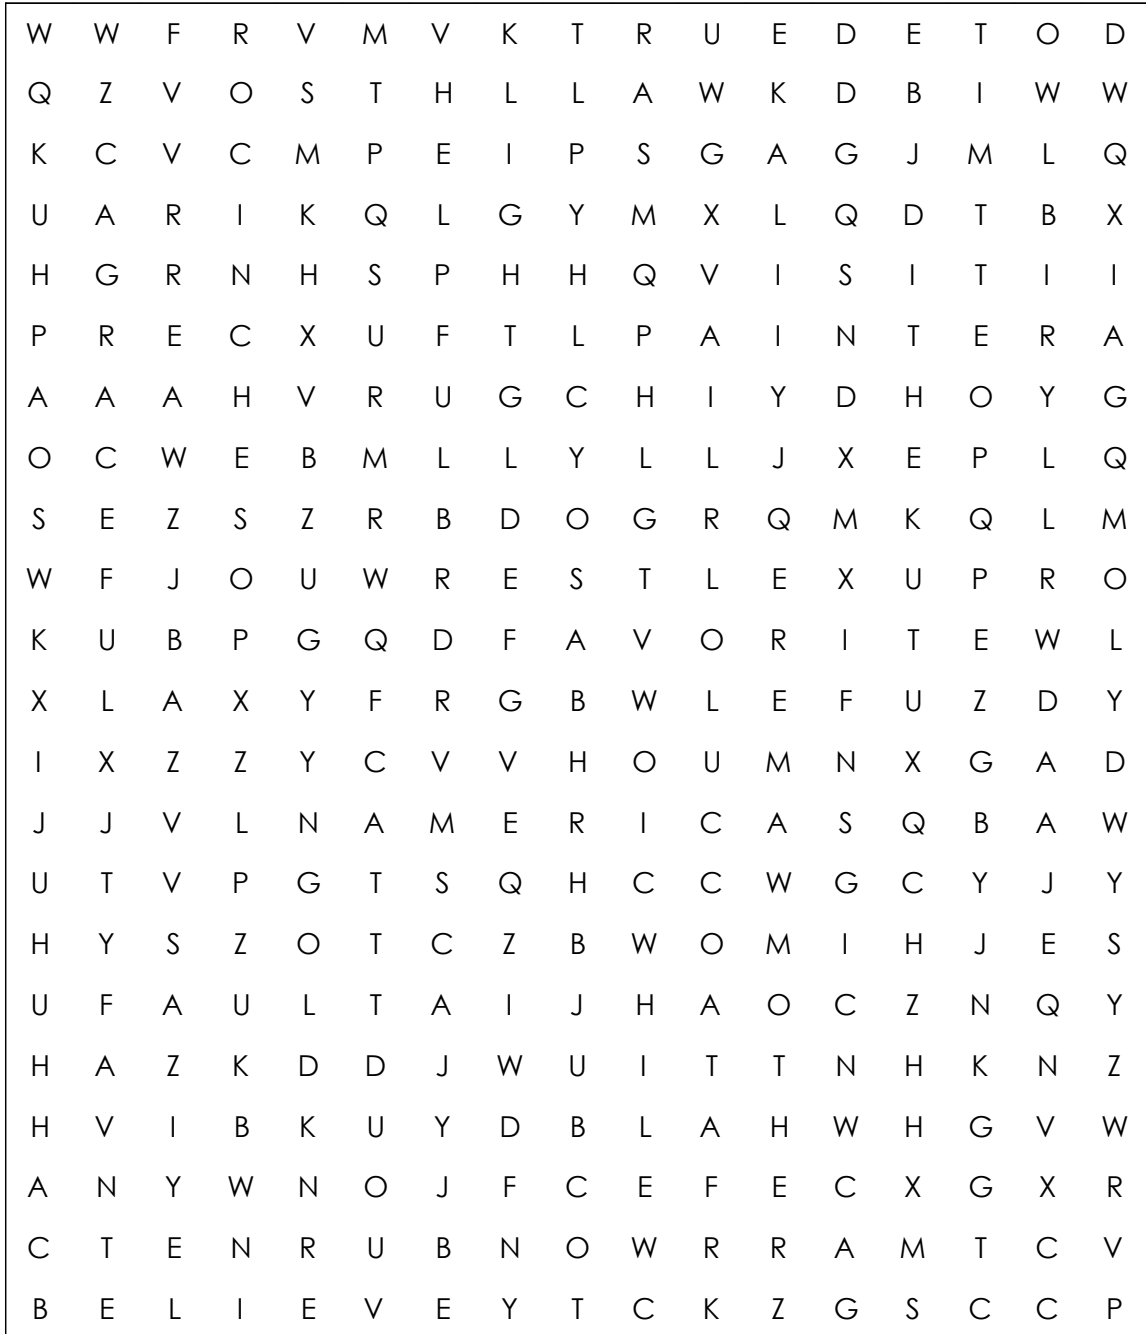 W W F R V M V K T R U E D E T O D
Q Z V O S T H L L A W K D B I W W
K C V C M P E I P S G A G J M L Q
U A R I K Q L G Y M X L Q D T B X
H G R N H S P H H Q V I S I T I I
P R E C X U F T L P A I N T E R A
A A A H V R U G C H I Y D H O Y G
O C W E B M L L Y L L J X E P L Q
S E Z S Z R B D O G R Q M K Q L M
W F J O U W R E S T L E X U P R O
K U B P G Q D F A V O R I T E W L
X L A X Y F R G B W L E F U Z D Y
I X Z Z Y C V V H O U M N X G A D
J J V L N A M E R I C A S Q B A W
U T V P G T S Q H C C W G C Y J Y
H Y S Z O T C Z B W O M I H J E S
U F A U L T A I J H A O C Z N Q Y
H A Z K D D J W U I T T N H K N Z
H V I B K U Y D B L A H W H G V W
A N Y W N O J F C E F E C X G X R
C T E N R U B N O W R R A M T C V
B E L I E V E Y T C K Z G S C C P